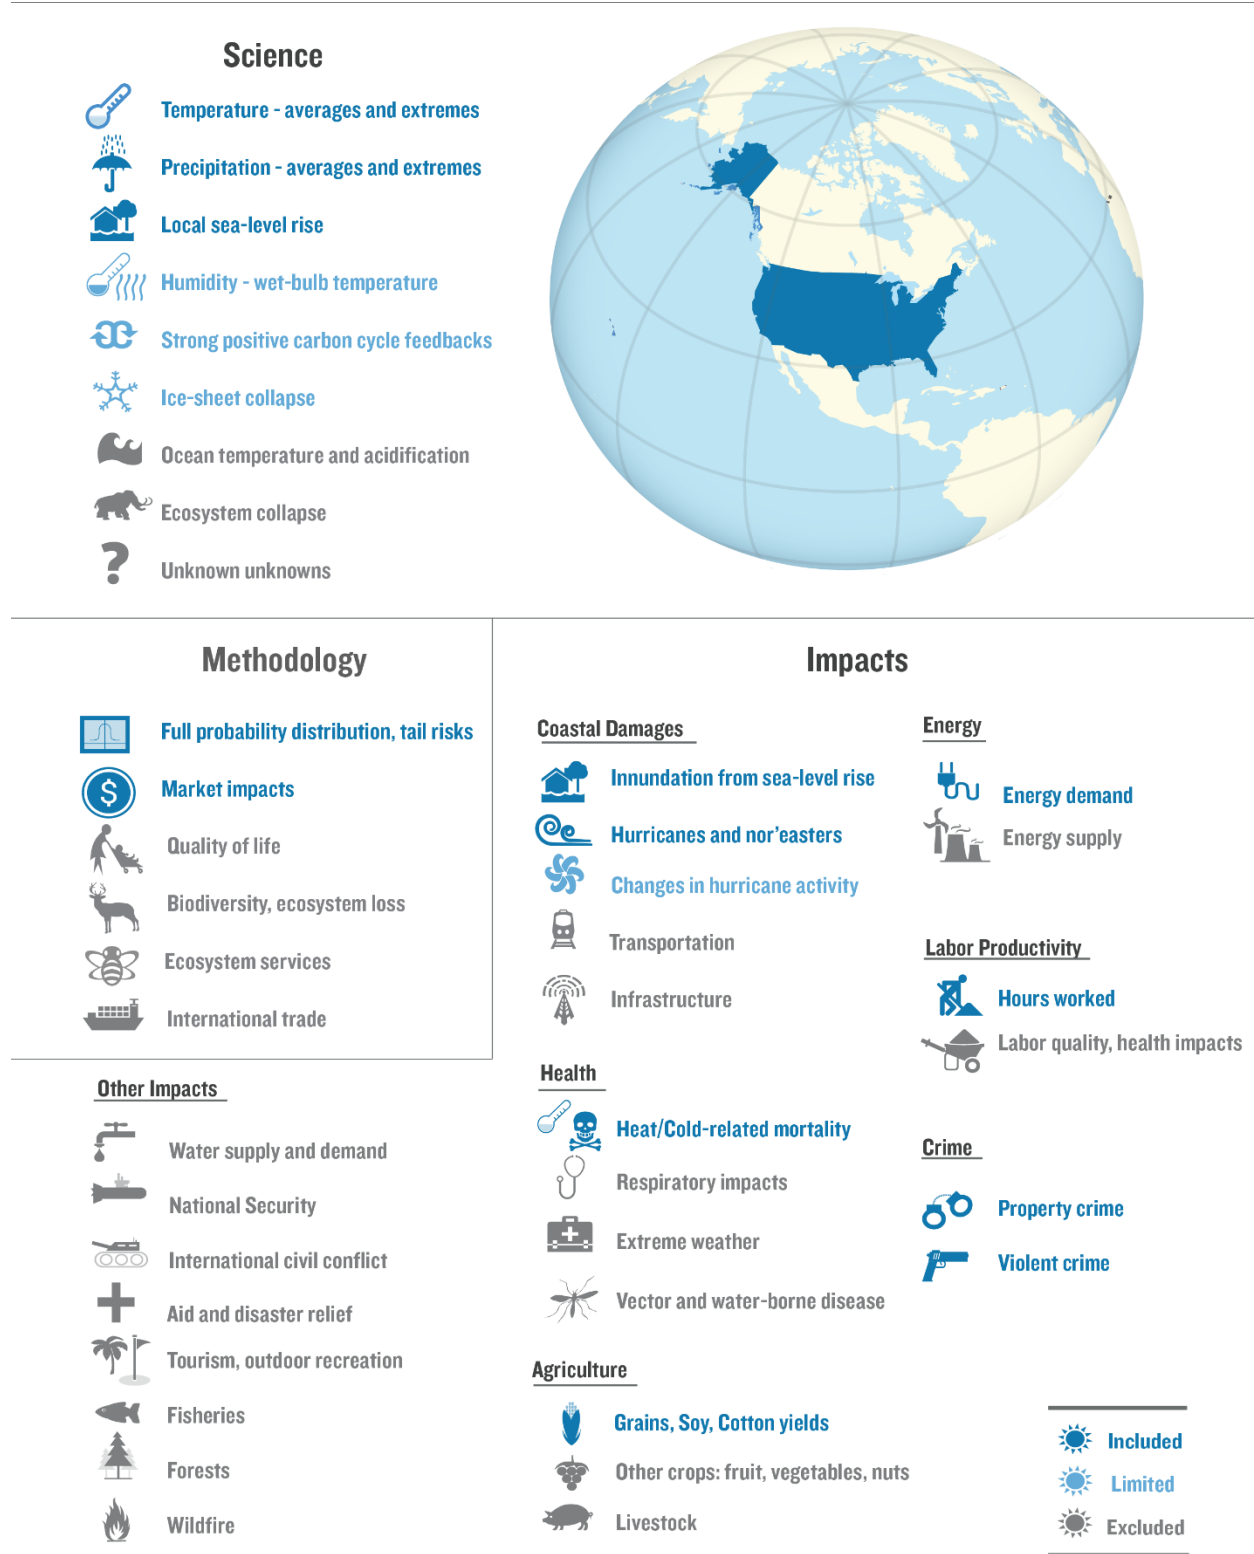 Science
Temperature - averages and extremes
Precipitation - averages and extremes
Local sea-level rise
Humidity - wet-bulb temperature
Strong positive carbon cycle feedbacks
Ice-sheet collapse
Ocean temperature and acidification
Ecosystem collapse
?
Unknown unknowns
Methodology
Full probability distribution, tail risks
$
Market impacts
Quality of life
Biodiversity, ecosystem loss
Ecosystem services
International trade
Other Impacts
Water supply and demand
National Security
International civil conflict
Aid and disaster relief
Tourism, outdoor recreation
Fisheries
Forests
Wildfire
Impacts
Coastal Damages
Innundation from sea-level rise
Hurricanes and nor'easters
Changes in hurricane activity
Transportation
Infrastructure
Health
Heat/Cold-related mortality
Respiratory impacts
Extreme weather
Vector and water-borne disease
Agriculture
Grains, Soy, Cotton yields
Other crops: fruit, vegetables, nuts
Livestock
Energy
Energy demand
Energy supply
Labor Productivity
Hours worked
Labor quality, health impacts
Crime
Property crime
Violent crime
Included
Limited
Excluded